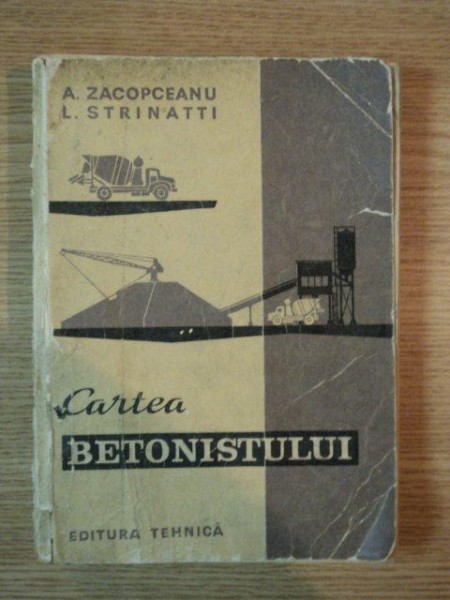 A. ZACOPCEANU
L. STRINATTI
Cartea
BETONISTULUI
EDITURA TEHNICĂ